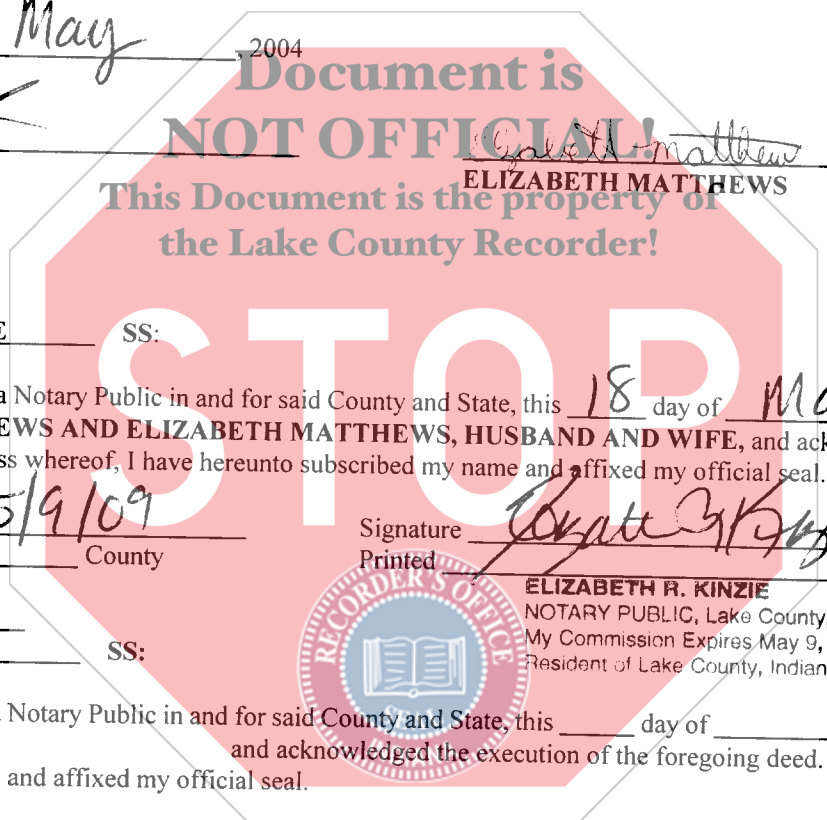 May , 2004
Document is
NOT OFFICIAL!
Elizabeth Matthews
ELIZABETH MATTHEWS
This Document is the property of
the Lake County Recorder!
STOP
E SS:
a Notary Public in and for said County and State, this 18 day of Ma
EWS AND ELIZABETH MATTHEWS, HUSBAND AND WIFE, and ack
ss whereof, I have hereunto subscribed my name and affixed my official seal.
5/9/09
Signature
County
Printed
ELIZABETH R. KINZIE
NOTARY PUBLIC, Lake County,
My Commission Expires May 9,
Resident of Lake County, Indian
RECORDER'S OFFICE
SEAL
INDIANA
SS:
Notary Public in and for said County and State, this day of
and acknowledged the execution of the foregoing deed.
and affixed my official seal.